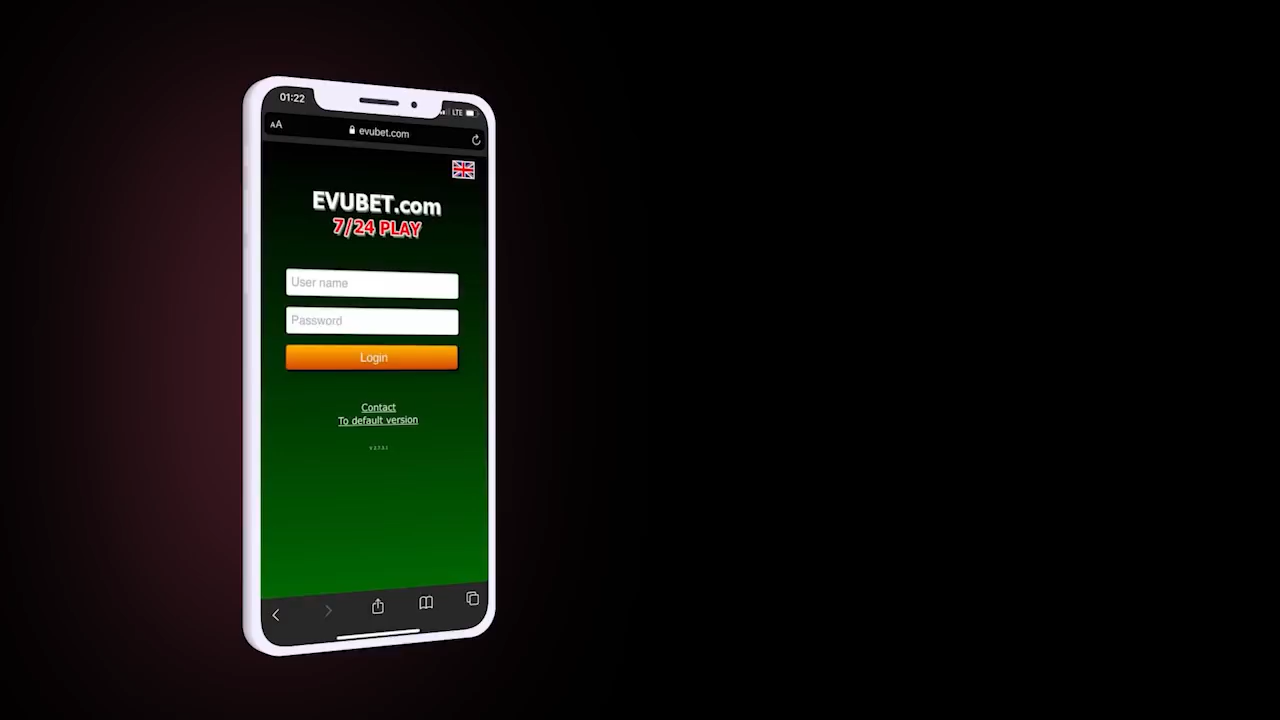 01:22
LTE
AA
evubet.com
EVUBET.com
7/24 PLAY
User name
Password
Login
Contact
To default version